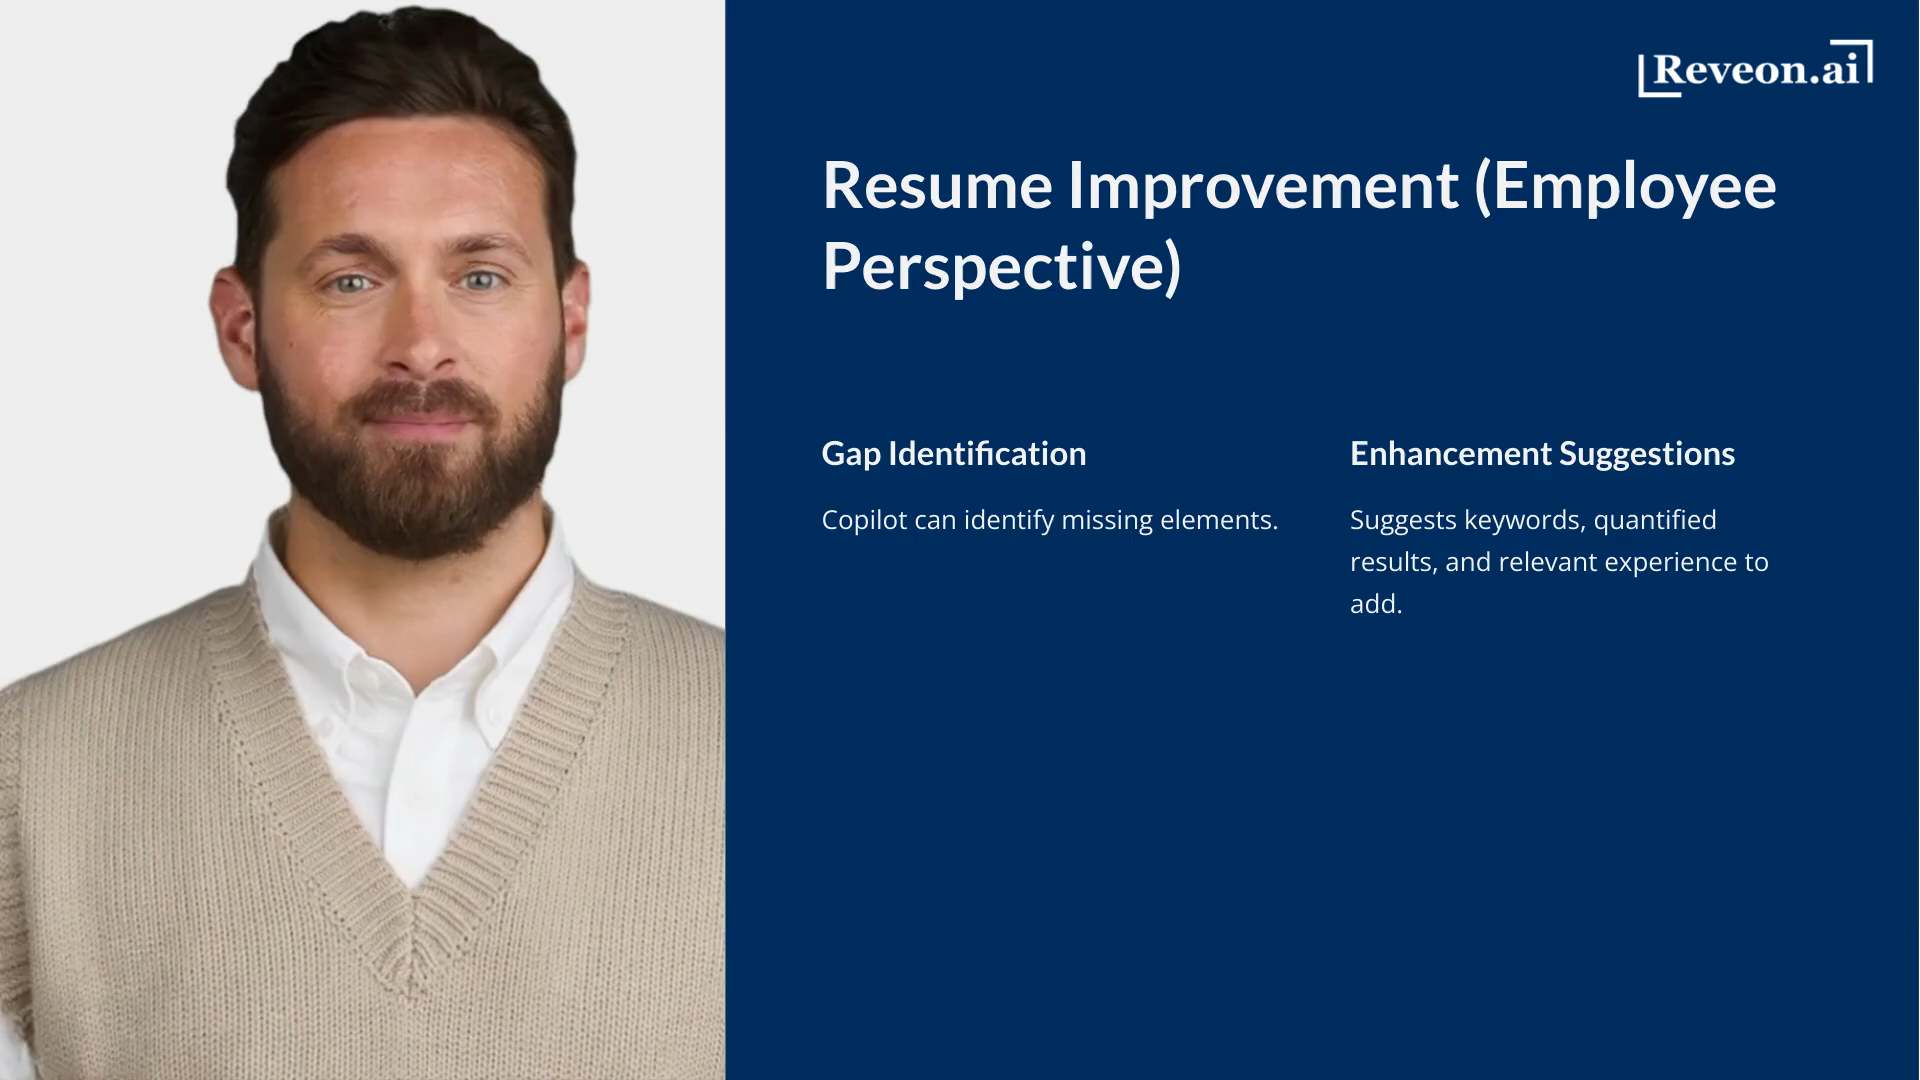 Reveon.ai
Resume Improvement (Employee
Perspective)
Gap Identification
Copilot can identify missing elements.
Enhancement Suggestions
Suggests keywords, quantified
results, and relevant experience to
add.